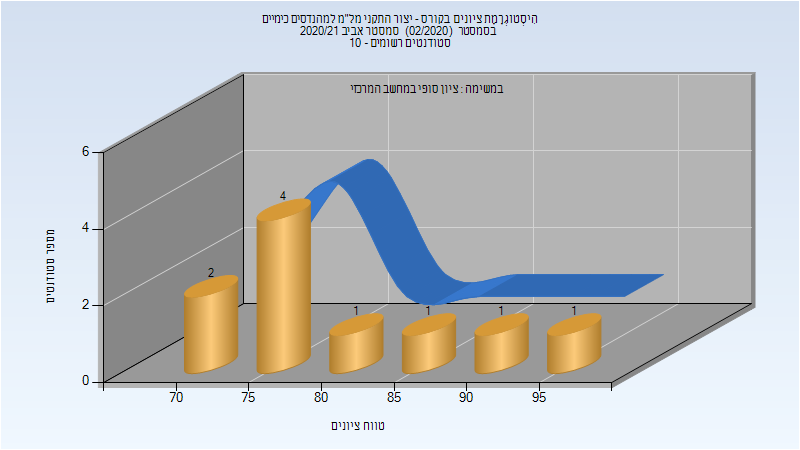 היסטוגרמת ציונים בקורס - יצור התקני מל"מ למהנדסים כימיים
בסמסטר (02/2020) סמסטר אביב 2020/21
סטודנטים רשומים - 10
במשימה : ציון סופי במחשב המרכזי
6
4
2
0
מספר סטודנטים
2
4
1
1
1
1
70
75
80
85
90
95
טווח ציונים